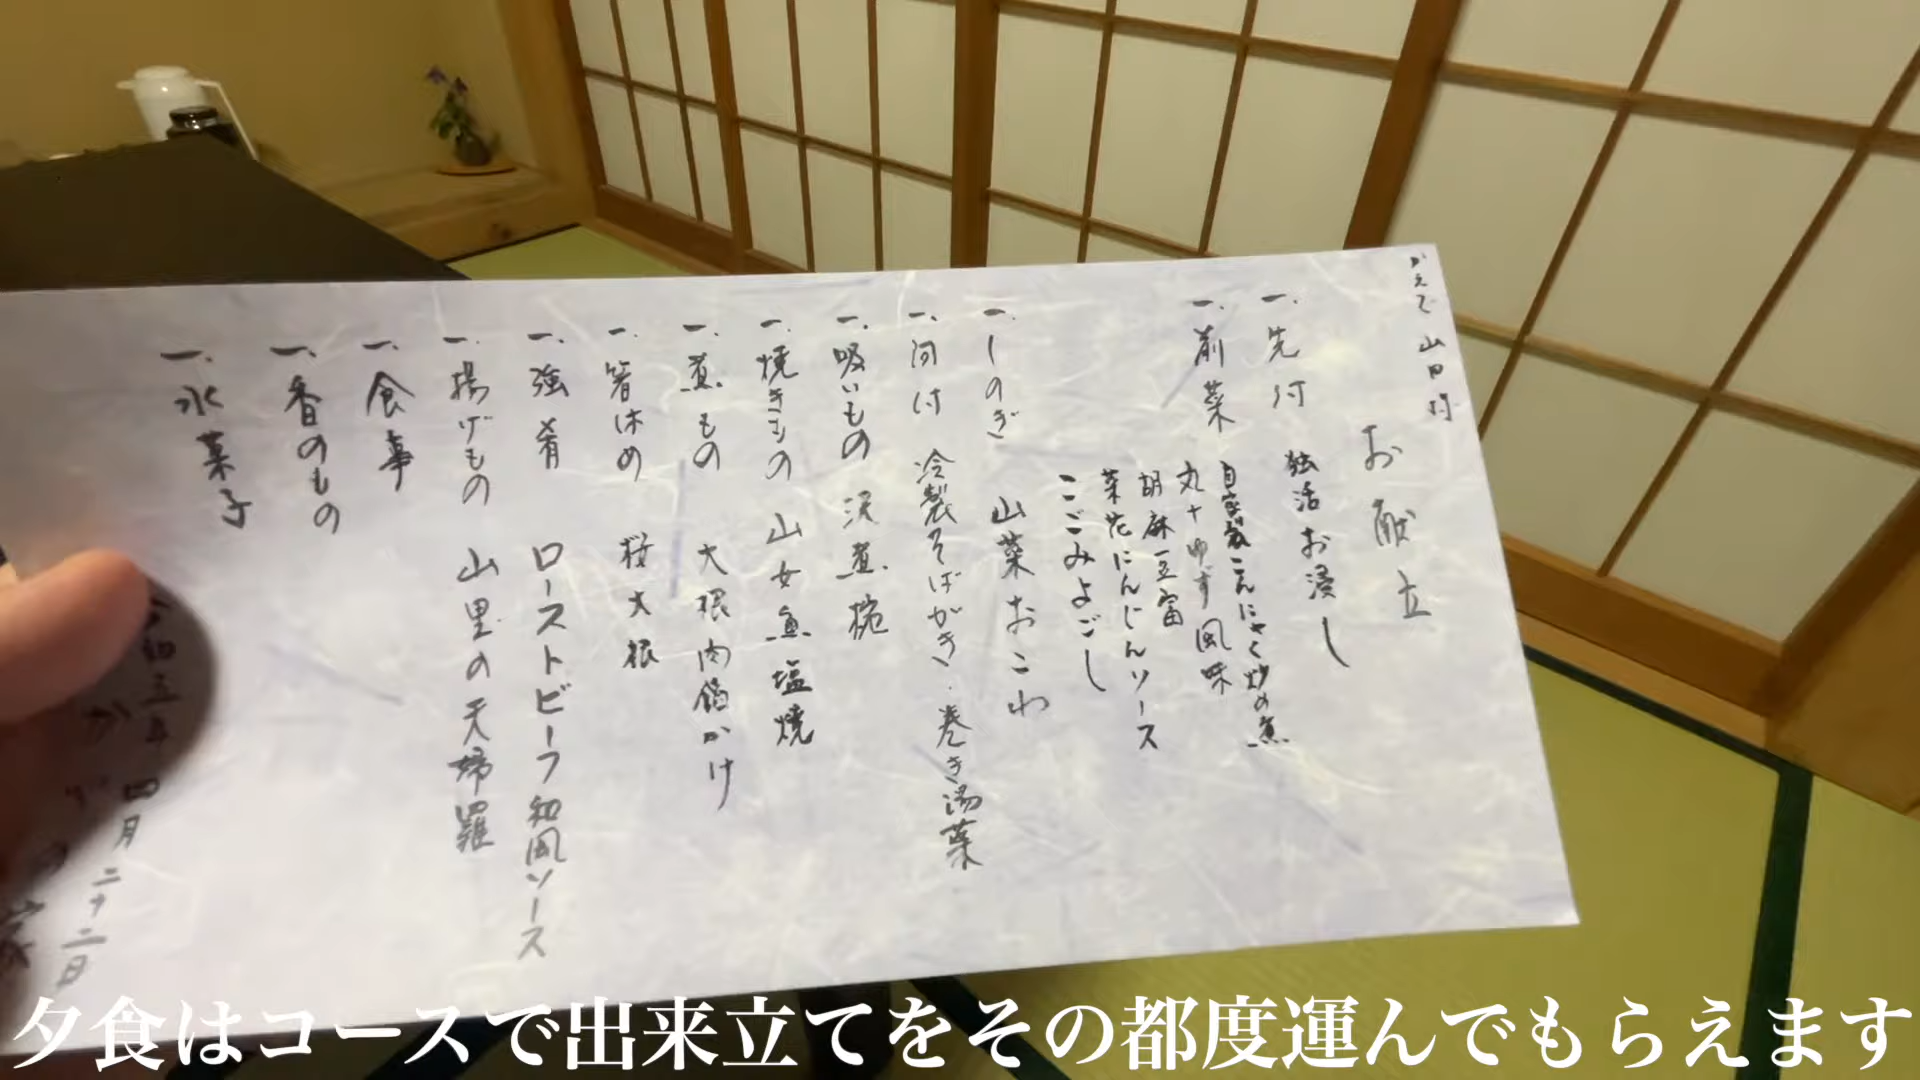 かえで 山田様
お献立
一、先付 独活お浸し
一、前菜 自家製こんにゃく炒め煮
丸十ゆず風味
胡麻豆富
菜花にんじんソース
こごみよごし
一、しのぎ 山菜おこわ
一、向付 冷製そばがき・巻き湯葉
一、吸いもの 沢煮椀
一、焼きもの 山女魚塩焼
一、煮もの 大根肉餡かけ
一、箸休め 桜大根
一、強肴 ローストビーフ和風ソース
一、揚げもの 山里の天婦羅
一、食事
一、香のもの
一、水菓子
令和三年 四月二十二日
夕食はコースで出来立てをその都度運んでもらえます